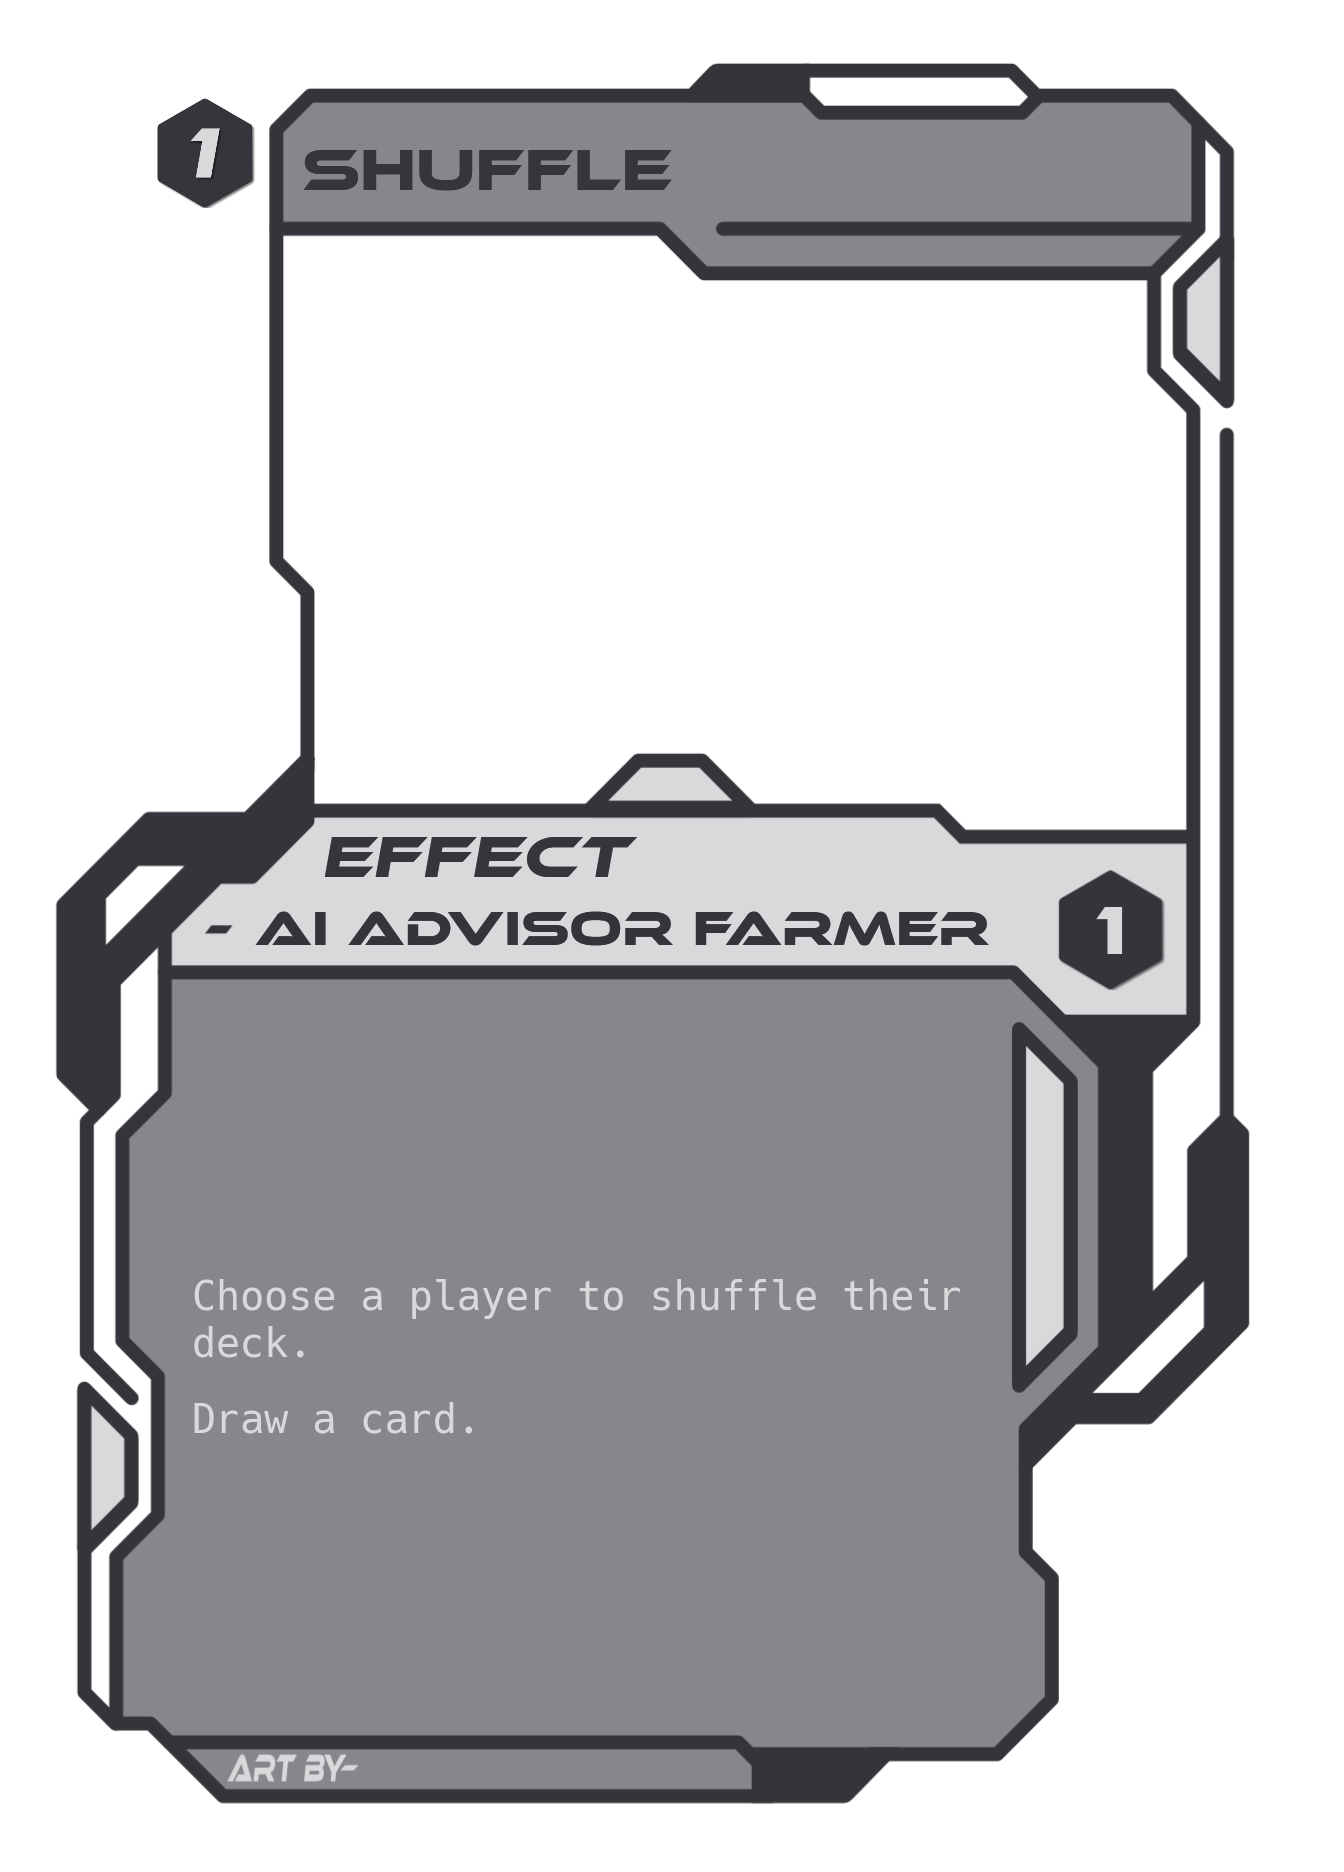 1
SHUFFLE
EFFECT
- AI ADVISOR FARMER
1
Choose a player to shuffle their
deck.
Draw a card.
ART BY-